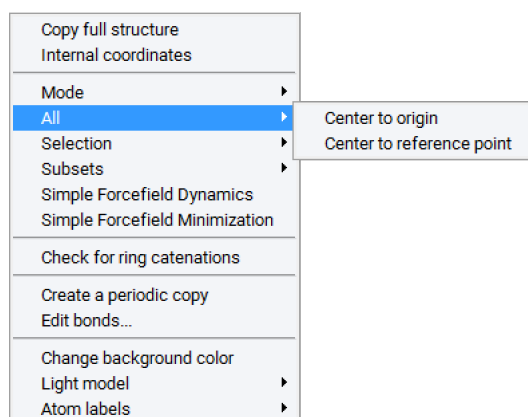 Copy full structure
Internal coordinates
Mode
All
Center to origin
Center to reference point
Selection
Subsets
Simple Forcefield Dynamics
Simple Forcefield Minimization
Check for ring catenations
Create a periodic copy
Edit bonds...
Change background color
Light model
Atom labels